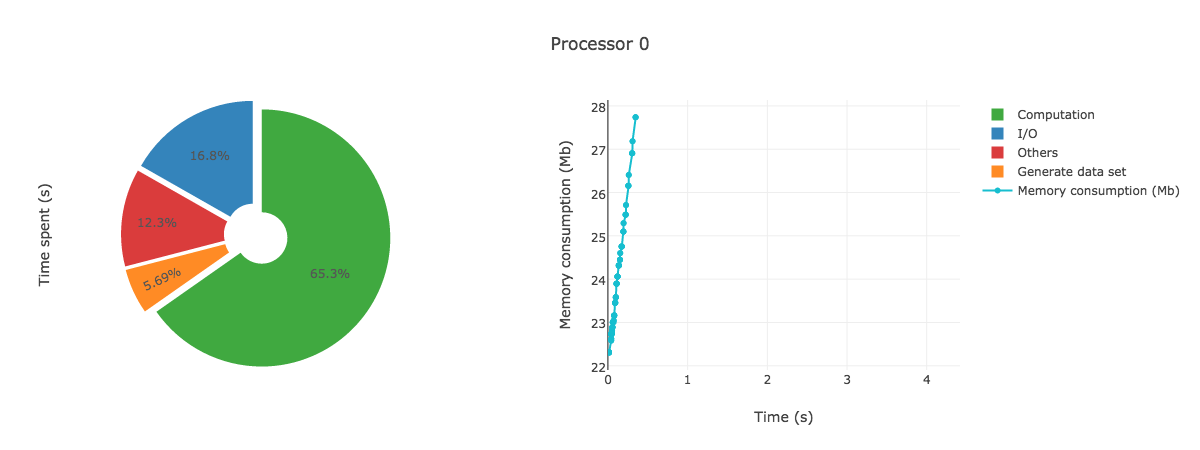 Processor 0
Time spent (s)
16.8%
12.3%
5.69%
65.3%
Memory consumption (Mb)
28
27
26
25
24
23
22
0 1 2 3 4
Time (s)
Computation
I/O
Others
Generate data set
Memory consumption (Mb)